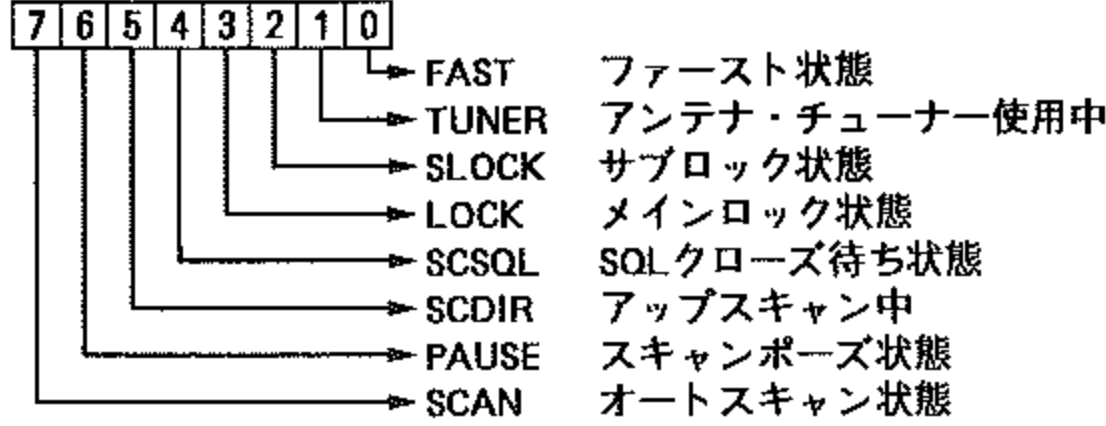 7 6 5 4 3 2 1 0
FAST ファースト状態
TUNER アンテナ・チューナー使用中
SLOCK サブロック状態
LOCK メインロック状態
SCSQL SQLクローズ待ち状態
SCDIR アップスキャン中
PAUSE スキャンポーズ状態
SCAN オートスキャン状態